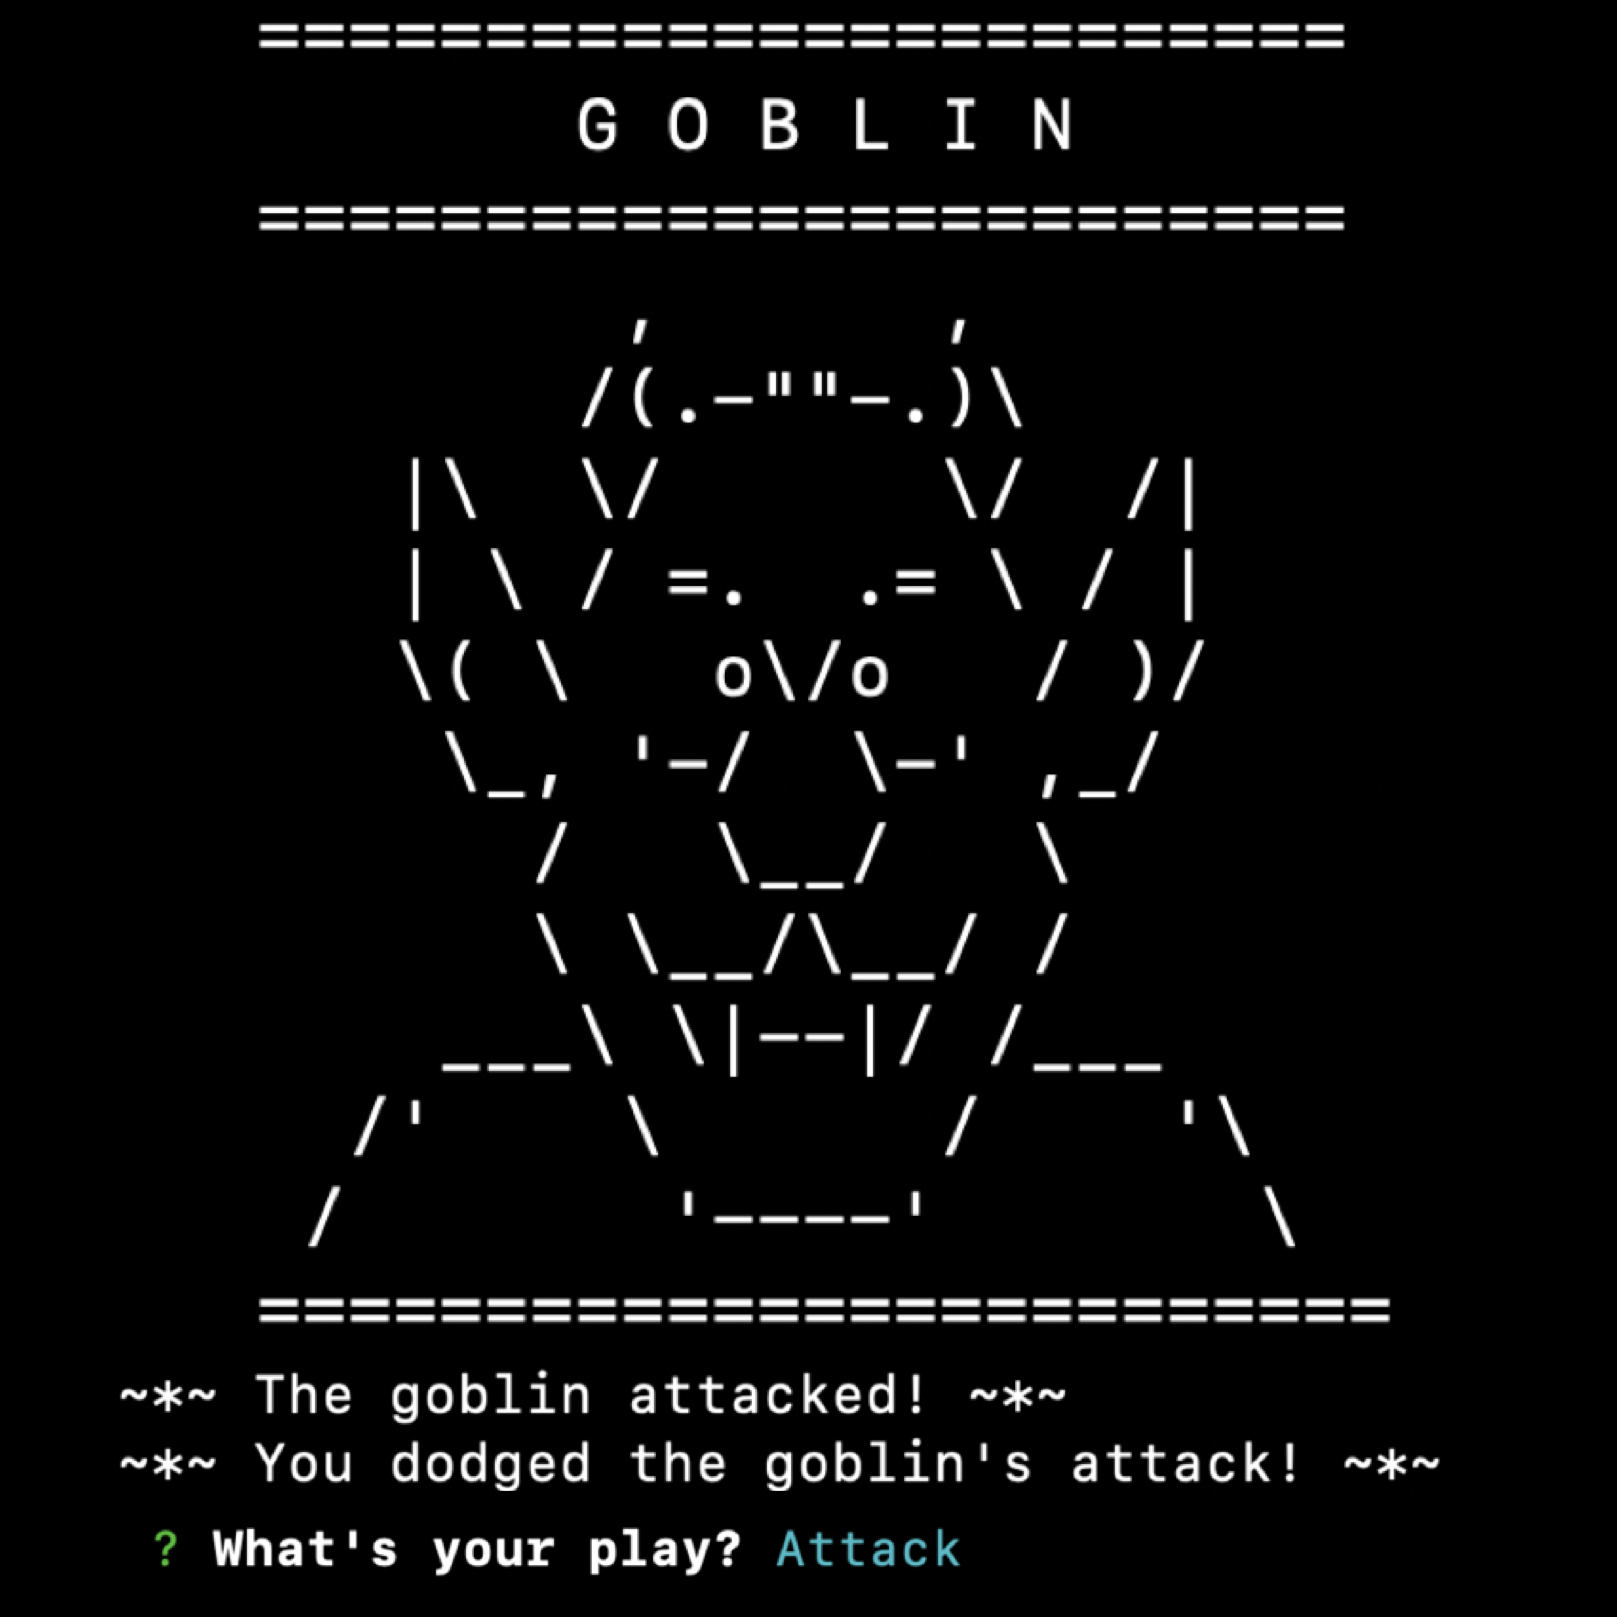 G O B L I N
~*~ The goblin attacked! ~*~
~*~ You dodged the goblin's attack! ~*~
? What's your play? Attack